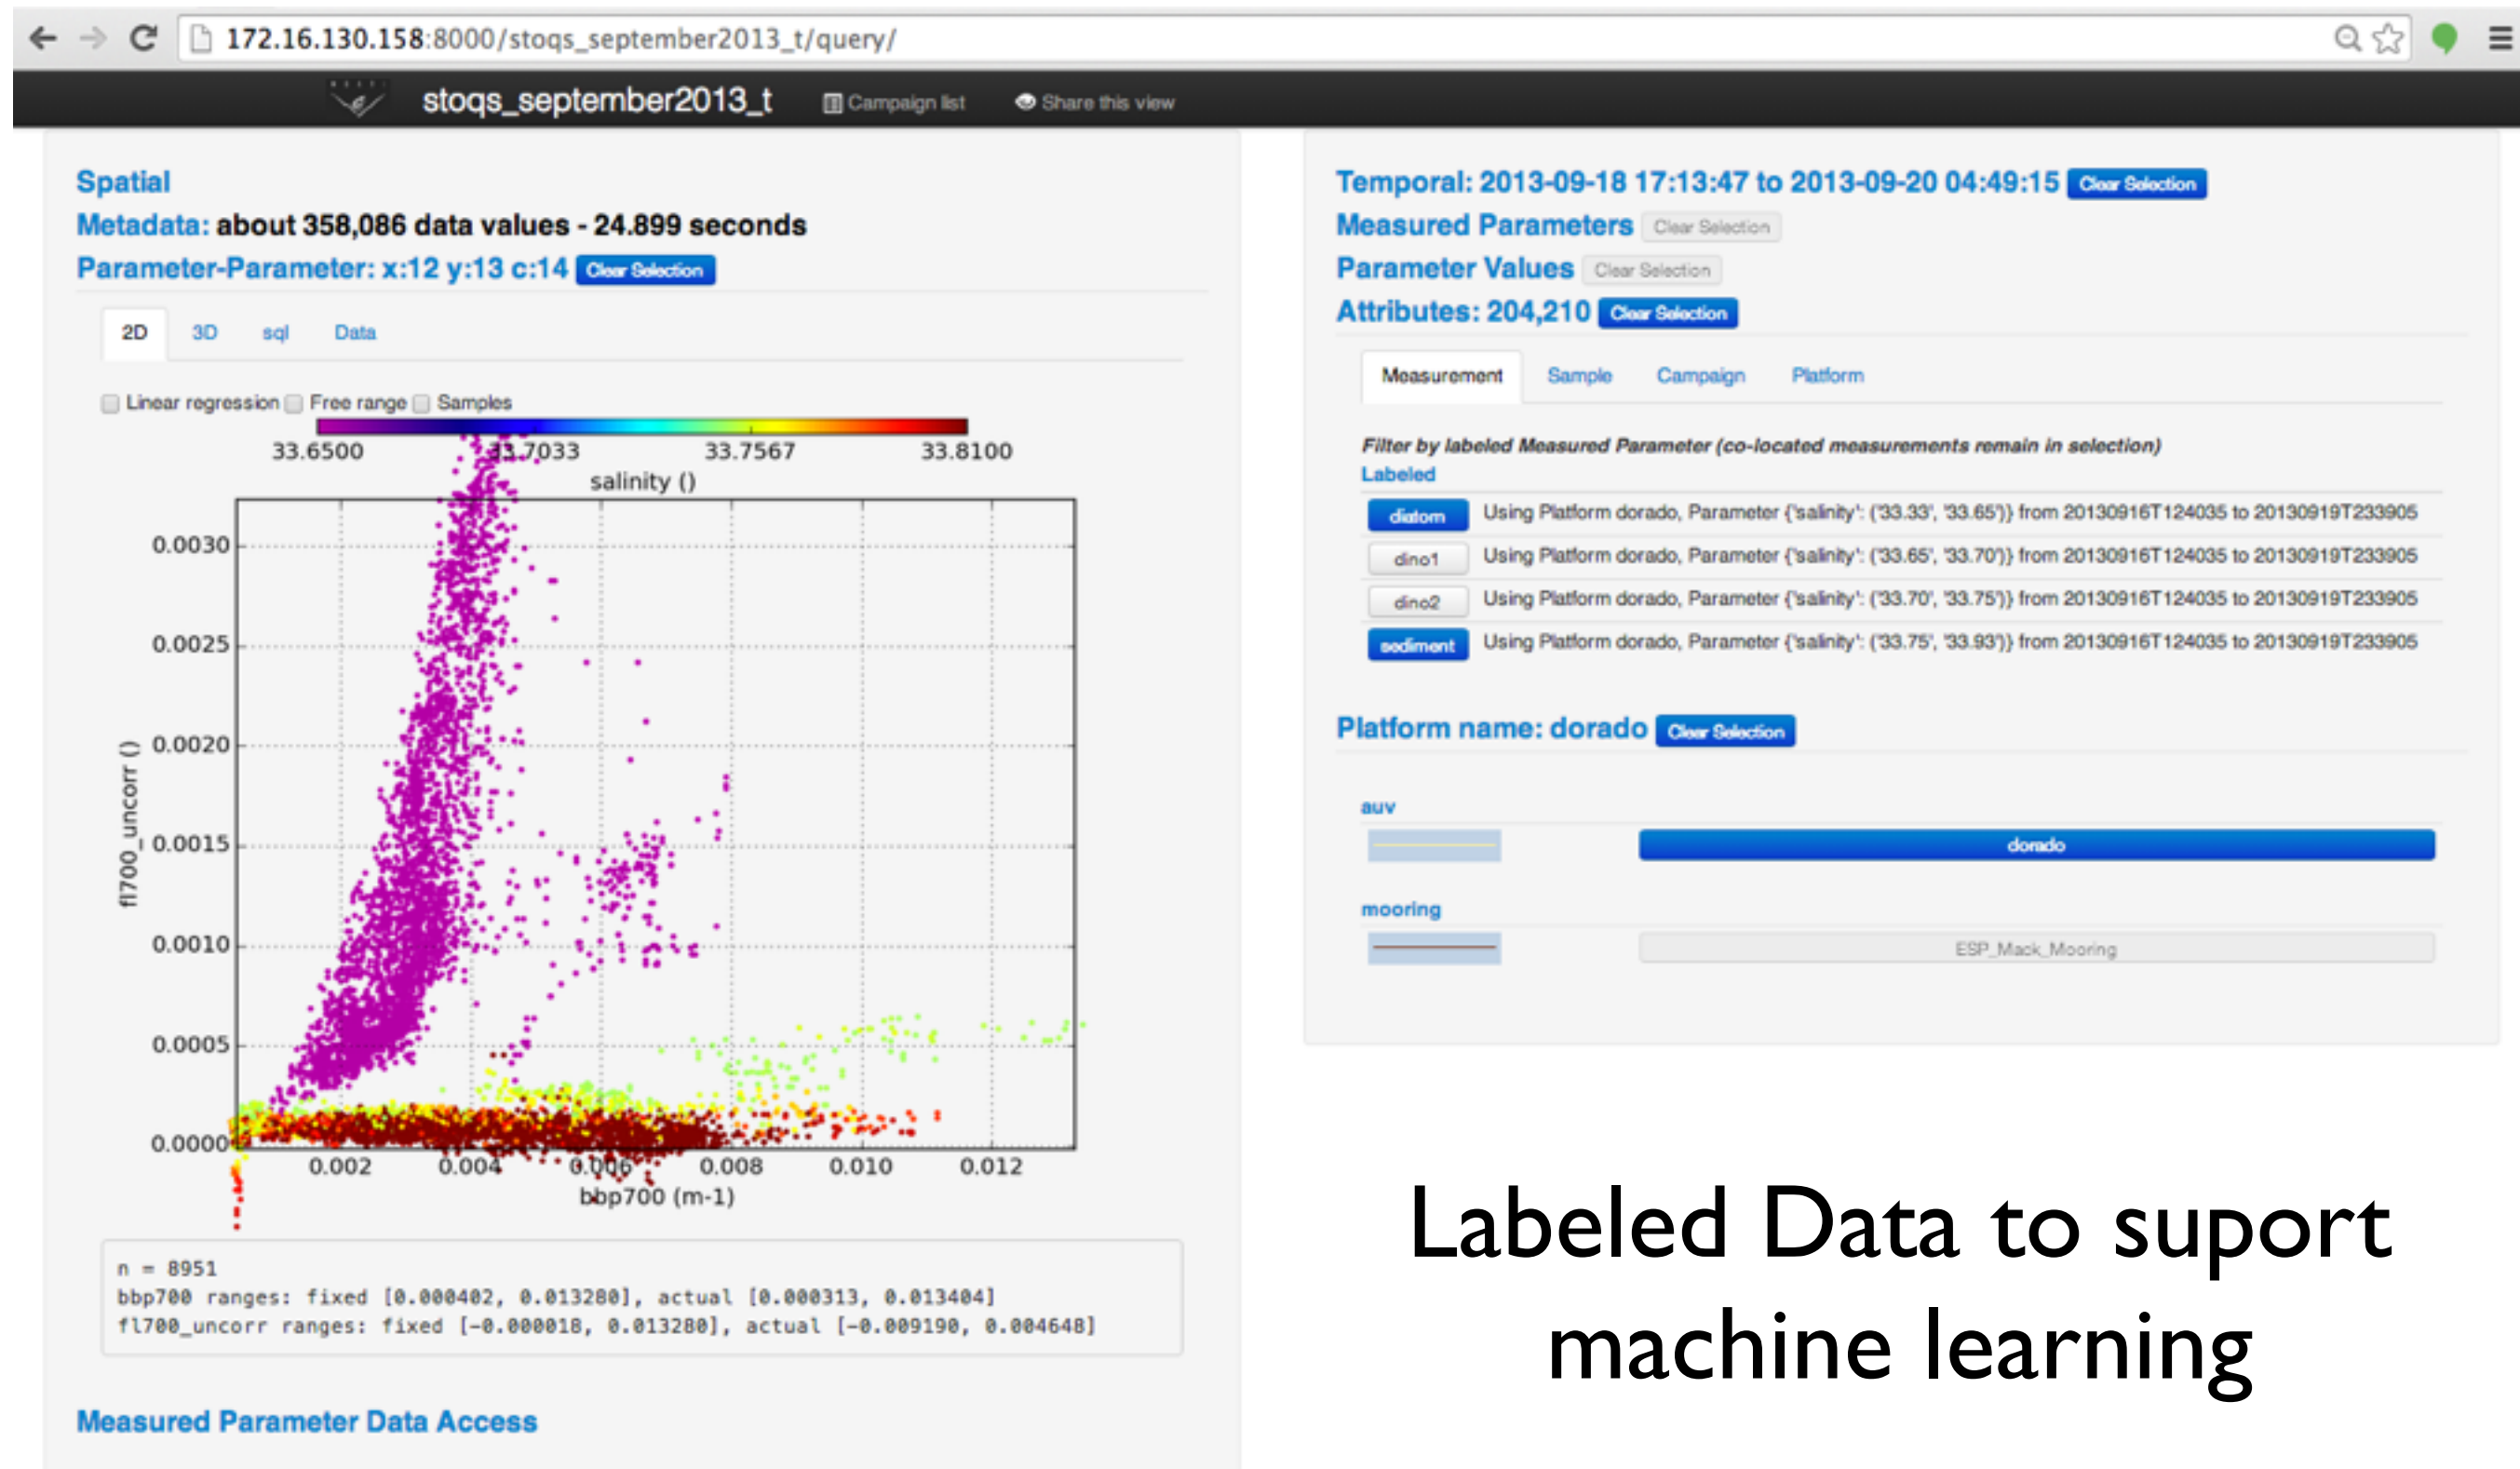 172.16.130.158:8000/stoqs_september2013_t/query/
stoqs_september2013_t Campaign list Share this view
Spatial
Metadata: about 358,086 data values - 24.899 seconds
Parameter-Parameter: x:12 y:13 c:14 Clear Selection
2D 3D sql Data
Linear regression Free range Samples
33.6500 33.7033 33.7567 33.8100
salinity ()
0.0030
0.0025
0.0020
0.0015
0.0010
0.0005
0.0000
fl700_uncorr ()
0.002 0.004 0.006 0.008 0.010 0.012
bbp700 (m-1)
n = 8951
bbp700 ranges: fixed [0.000402, 0.013280], actual [0.000313, 0.013404]
fl700_uncorr ranges: fixed [-0.000018, 0.013280], actual [-0.009190, 0.004648]
Measured Parameter Data Access
Temporal: 2013-09-18 17:13:47 to 2013-09-20 04:49:15 Clear Selection
Measured Parameters Clear Selection
Parameter Values Clear Selection
Attributes: 204,210 Clear Selection
Measurement Sample Campaign Platform
Filter by labeled Measured Parameter (co-located measurements remain in selection)
Labeled
diatom Using Platform dorado, Parameter {'salinity': ('33.33', '33.65')} from 20130916T124035 to 20130919T233905
dino1 Using Platform dorado, Parameter {'salinity': ('33.65', '33.70')} from 20130916T124035 to 20130919T233905
dino2 Using Platform dorado, Parameter {'salinity': ('33.70', '33.75')} from 20130916T124035 to 20130919T233905
sediment Using Platform dorado, Parameter {'salinity': ('33.75', '33.93')} from 20130916T124035 to 20130919T233905
Platform name: dorado Clear Selection
auv
dorado
mooring
ESP_Mack_Mooring
Labeled Data to suport
machine learning